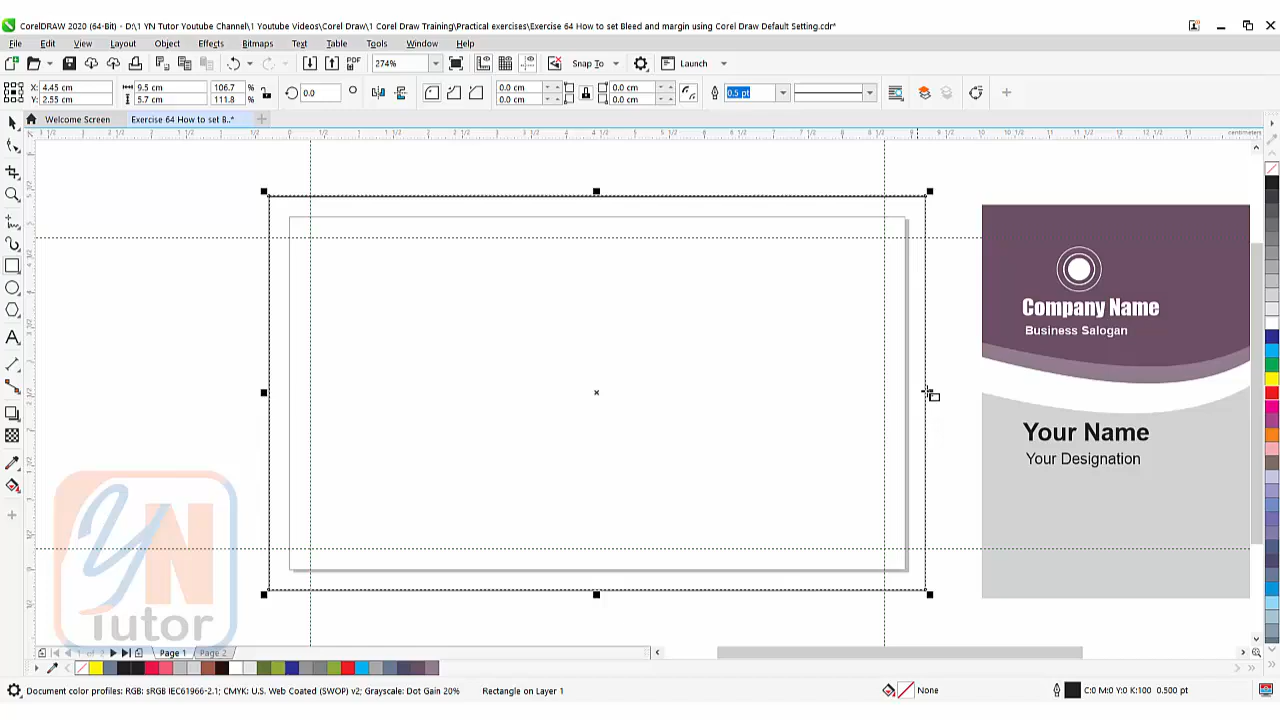 CorelDRAW 2020 (64-Bit) - D:\1 YN Tutor Youtube Channel\1 Youtube Videos\Corel Draw\1 Corel Draw Training\Practical exercises\Exercise 64 How to set Bleed and margin using Corel Draw Default Setting.cdr*
File Edit View Layout Object Effects Bitmaps Text Table Tools Window Help
PDF 274% Snap To Launch
X: 4.45 cm 9.5 cm 106.7 % 0.0 ° 0.0 cm 0.0 cm 0.5 pt
Y: 2.55 cm 5.7 cm 111.8 % 0.0 cm 0.0 cm
Welcome Screen Exercise 64 How to set B..*
centimeters
Company Name
Business Salogan
Your Name
Your Designation
YN
Tutor
1 of 2 Page 1 Page 2
Document color profiles: RGB: sRGB IEC61966-2.1; CMYK: U.S. Web Coated (SWOP) v2; Grayscale: Dot Gain 20% Rectangle on Layer 1 None C:0 M:0 Y:0 K:100 0.500 pt